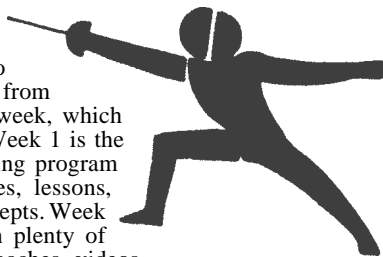 o
from
week, which
Week 1 is the
ing program
es, lessons,
epts. Week
n plenty of